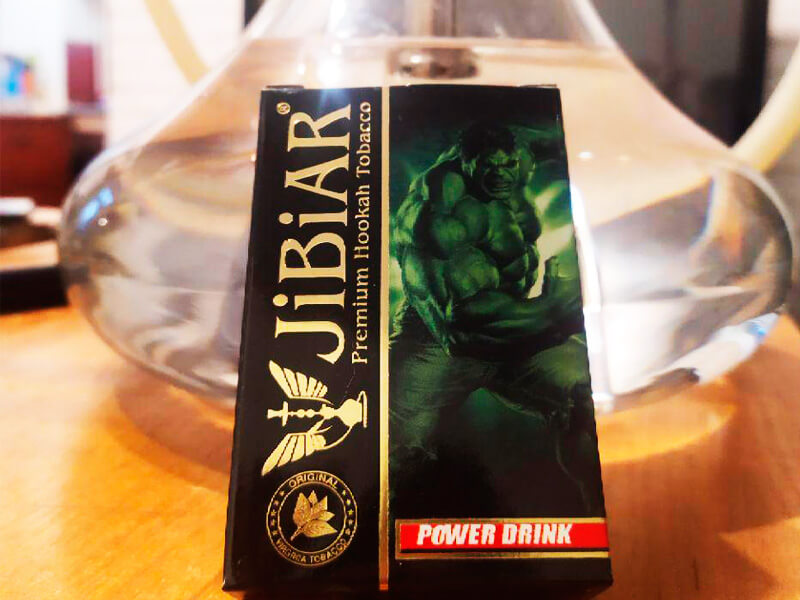 JiBiAR®
Premium Hookah Tobacco
ORIGINAL
VIRGINIA TOBACCO
POWER DRINK